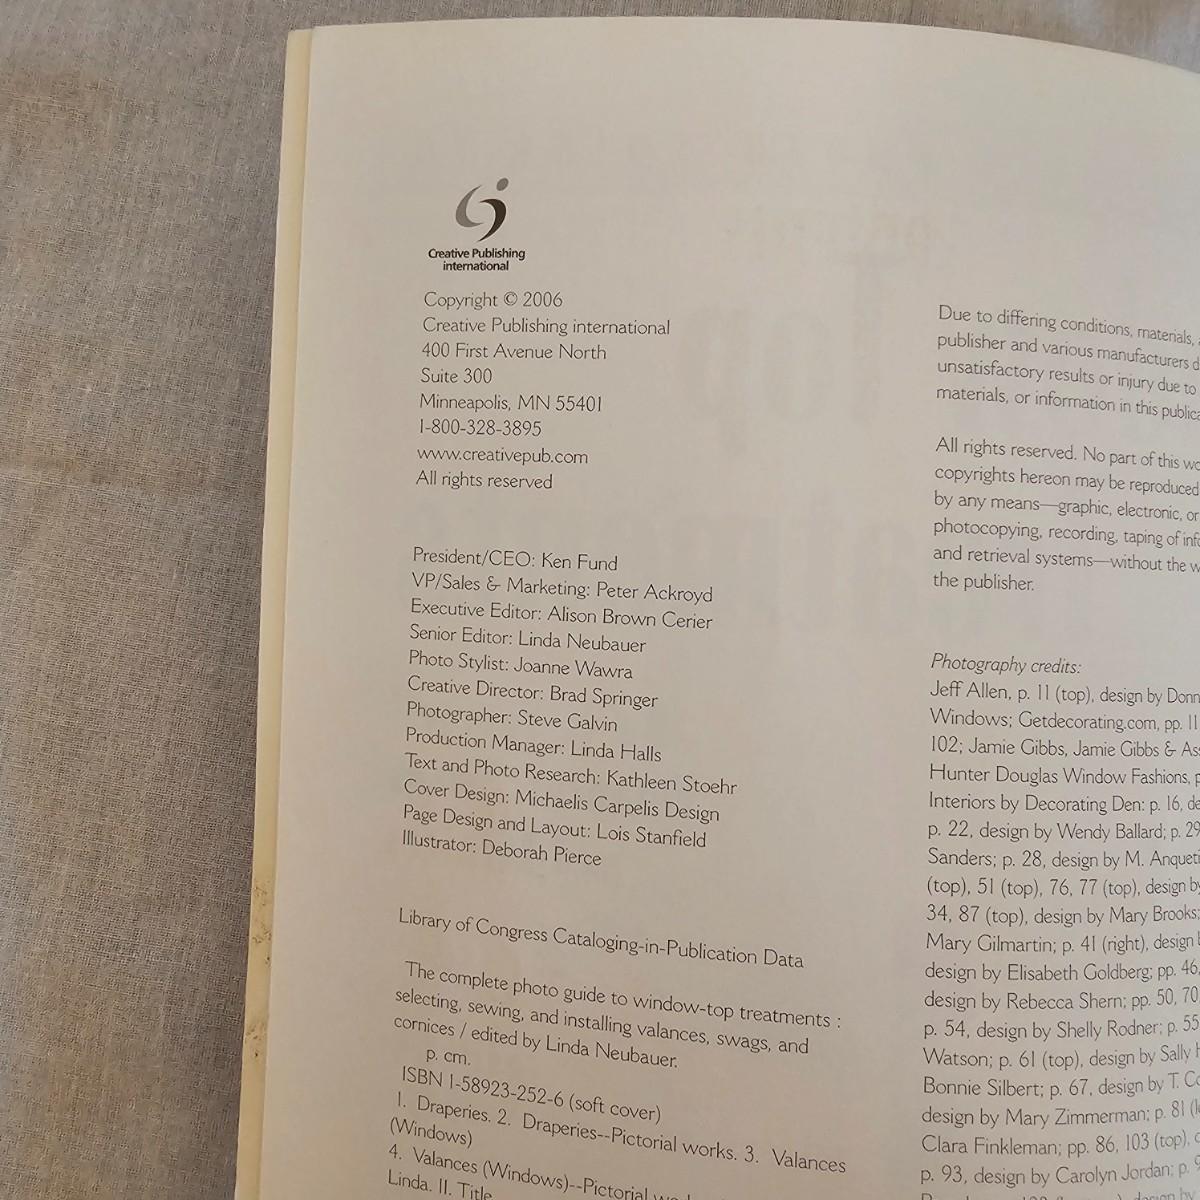 Creative Publishing
international
Copyright © 2006
Creative Publishing international
400 First Avenue North
Suite 300
Minneapolis, MN 55401
1-800-328-3895
www.creativepub.com
All rights reserved
President/CEO: Ken Fund
VP/Sales & Marketing: Peter Ackroyd
Executive Editor: Alison Brown Cerier
Senior Editor: Linda Neubauer
Photo Stylist: Joanne Wawra
Creative Director: Brad Springer
Photographer: Steve Galvin
Production Manager: Linda Halls
Text and Photo Research: Kathleen Stoehr
Cover Design: Michaelis Carpelis Design
Page Design and Layout: Lois Stanfield
Illustrator: Deborah Pierce
Library of Congress Cataloging-in-Publication Data
The complete photo guide to window-top treatments :
selecting, sewing, and installing valances, swags, and
cornices / edited by Linda Neubauer.
p. cm.
ISBN 1-58923-252-6 (soft cover)
1. Draperies. 2. Draperies--Pictorial works. 3. Valances
(Windows)
4. Valances (Windows)--Pictorial
Linda. II. Title.
Due to differing conditions, materials,
publisher and various manufacturers
unsatisfactory results or injury due to
materials, or information in this
All rights reserved. No part of this
copyrights hereon may be reproduced
by any means—graphic, electronic, or
photocopying, recording, taping of
and retrieval systems—without the
the publisher.
Photography credits:
Jeff Allen, p. 11 (top), design by
Windows; Getdecorating.com, pp. 11
102; Jamie Gibbs, Jamie Gibbs &
Hunter Douglas Window Fashions,
Interiors by Decorating Den: p. 16,
p. 22, design by Wendy Ballard; p. 29
Sanders; p. 28, design by M.
(top), 51 (top), 76, 77 (top), design by
34, 87 (top), design by Mary Brooks;
Mary Gilmartin; p. 41 (right), design
design by Elisabeth Goldberg; pp. 46,
design by Rebecca Shern; pp. 50, 70
p. 54, design by Shelly Rodner; p. 55
Watson; p. 61 (top), design by Sally
Bonnie Silbert; p. 67, design by T.
design by Mary Zimmerman; p. 81
Clara Finkleman; pp. 86, 103 (top),
p. 93, design by Carolyn Jordan; p.